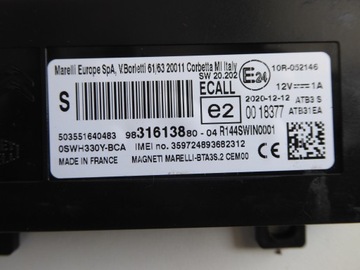 Marelli Europe SpA, V.Borletti 61/63 20011 Corbetta MI Italy
SW 20.202
E24
10R-052146
12V⎓1A
S
ECALL
2020-12-12
ATB3 S
e2
00 18377
ATB31EA
503551640483
9831613880-04
R144SWIN0001
0SWH330Y-BCA
IMEI no. 359724893682312
MADE IN FRANCE
MAGNETI MARELLI-BTA3S.2 CEM00